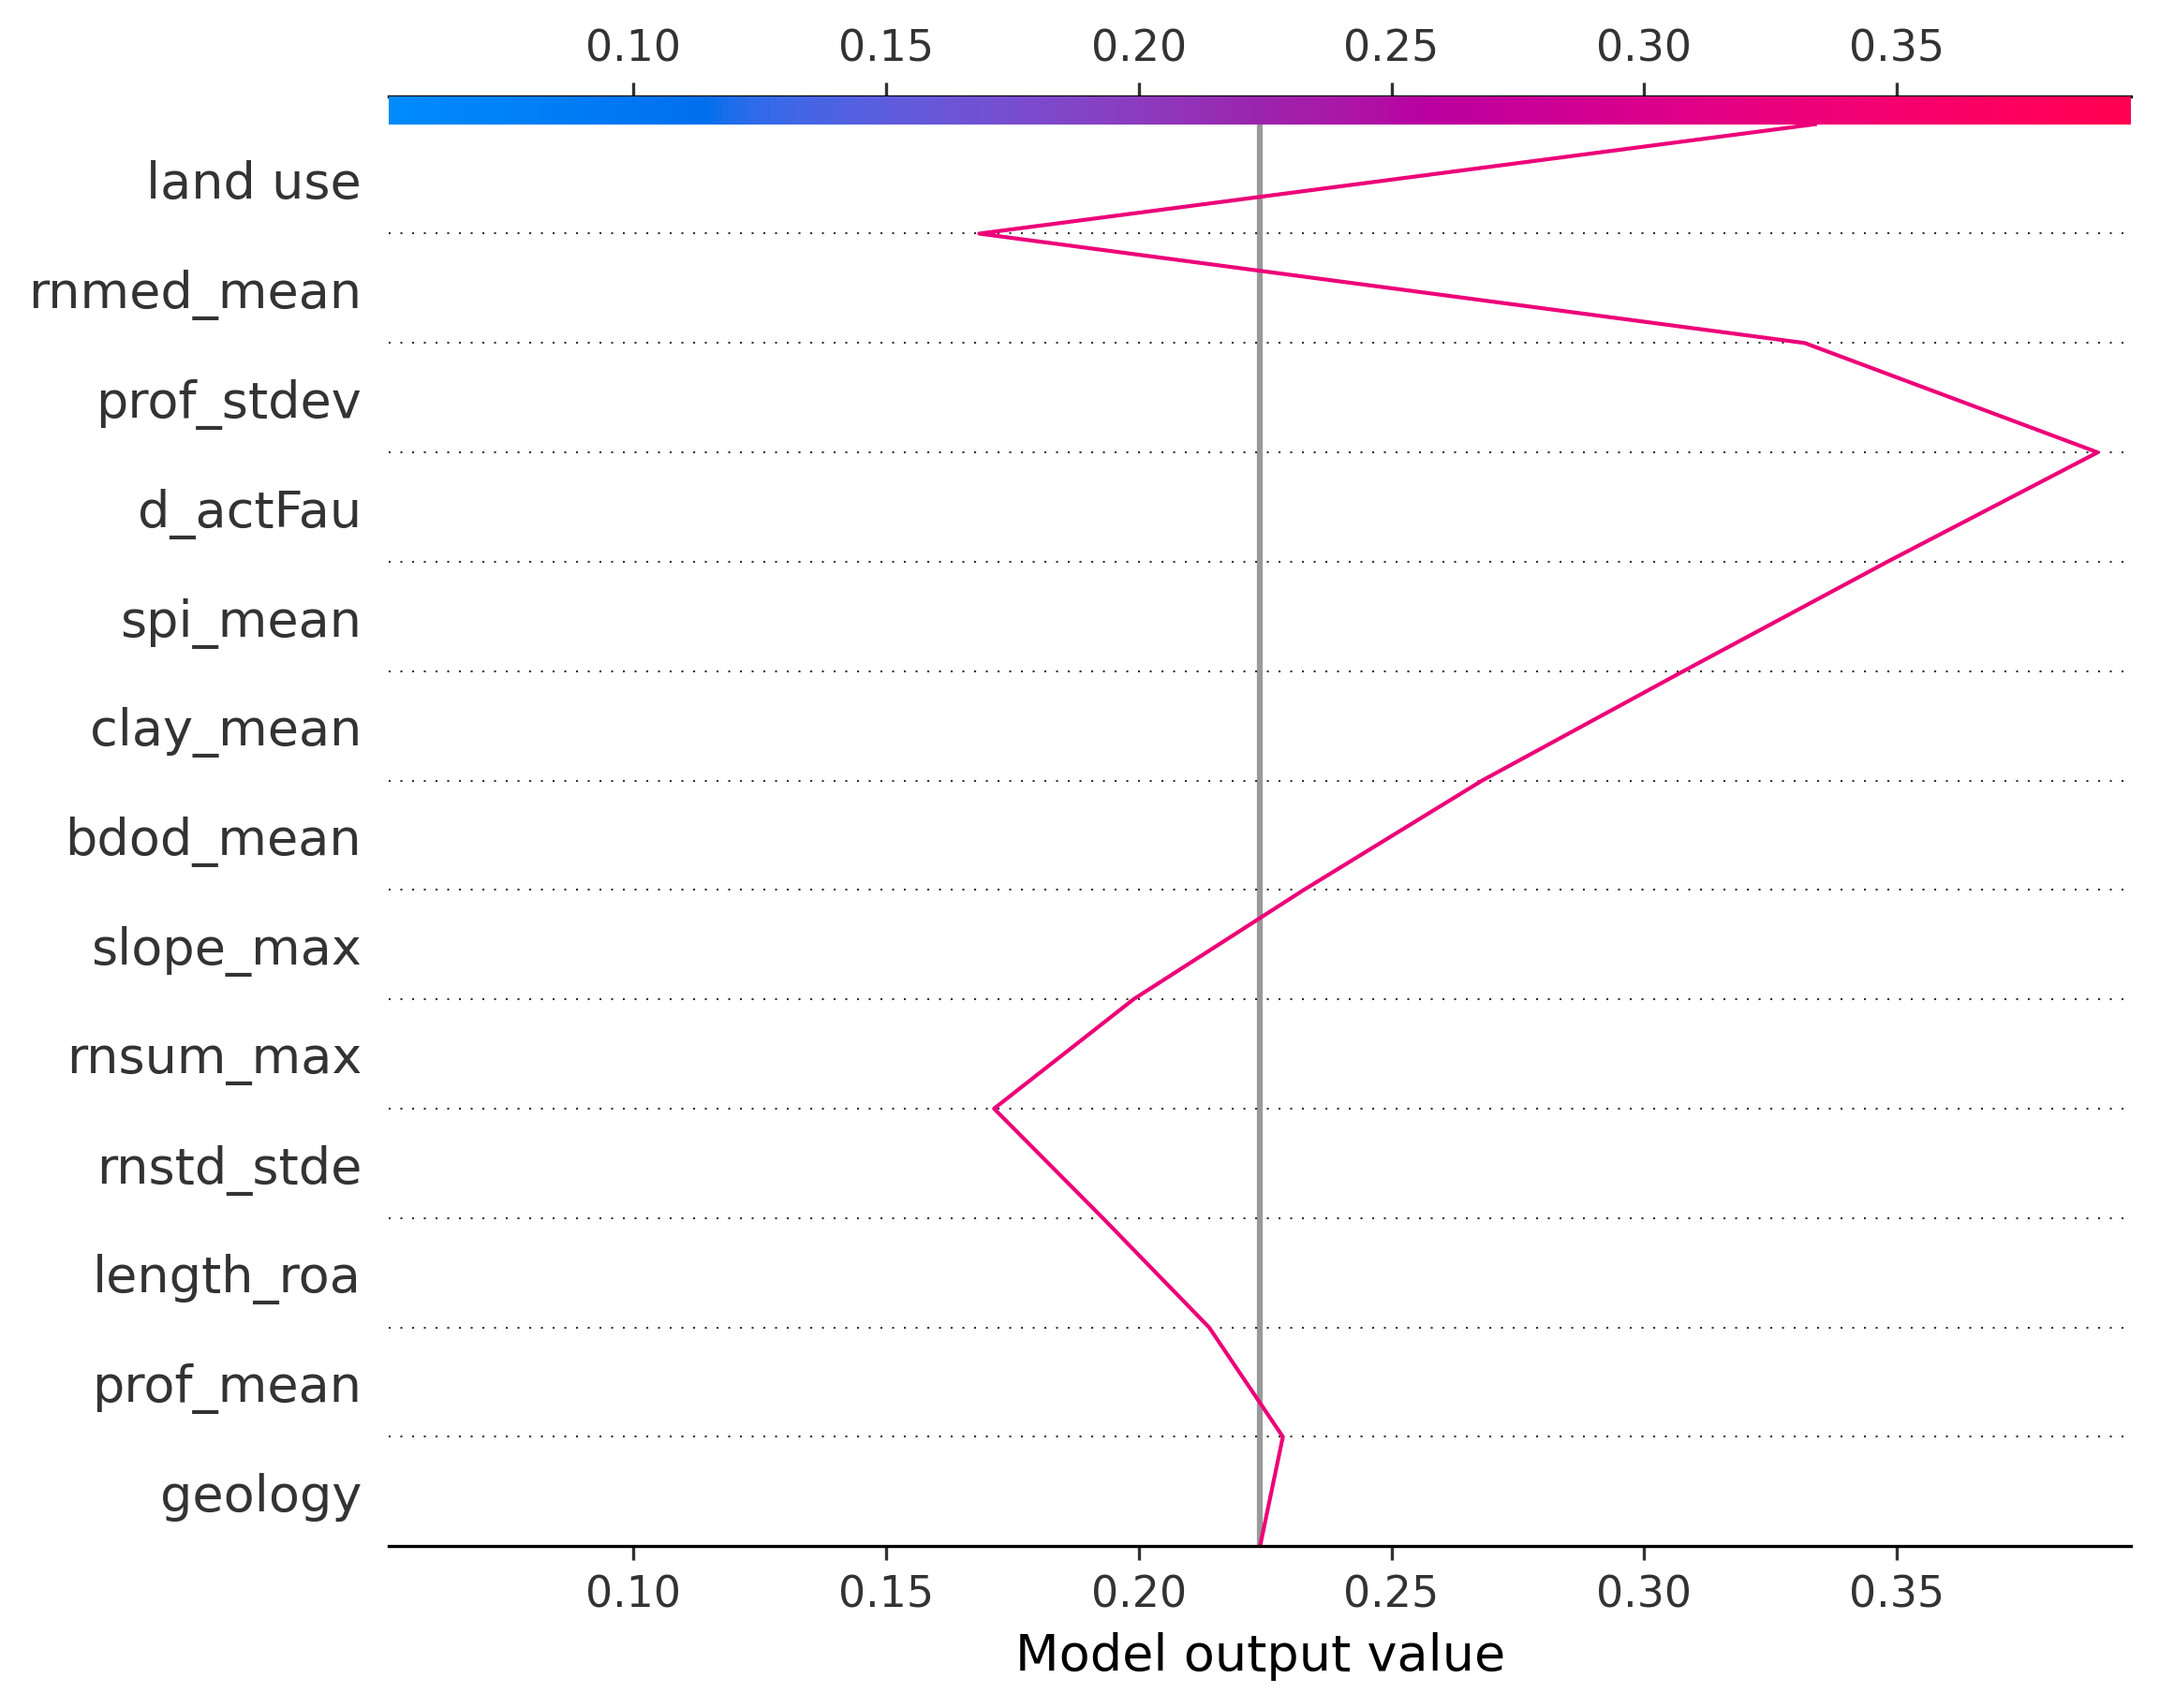 0.10 0.15 0.20 0.25 0.30 0.35
land use
rnmed_mean
prof_stdev
d_actFau
spi_mean
clay_mean
bdod_mean
slope_max
rnsum_max
rnstd_stde
length_roa
prof_mean
geology
0.10 0.15 0.20 0.25 0.30 0.35
Model output value